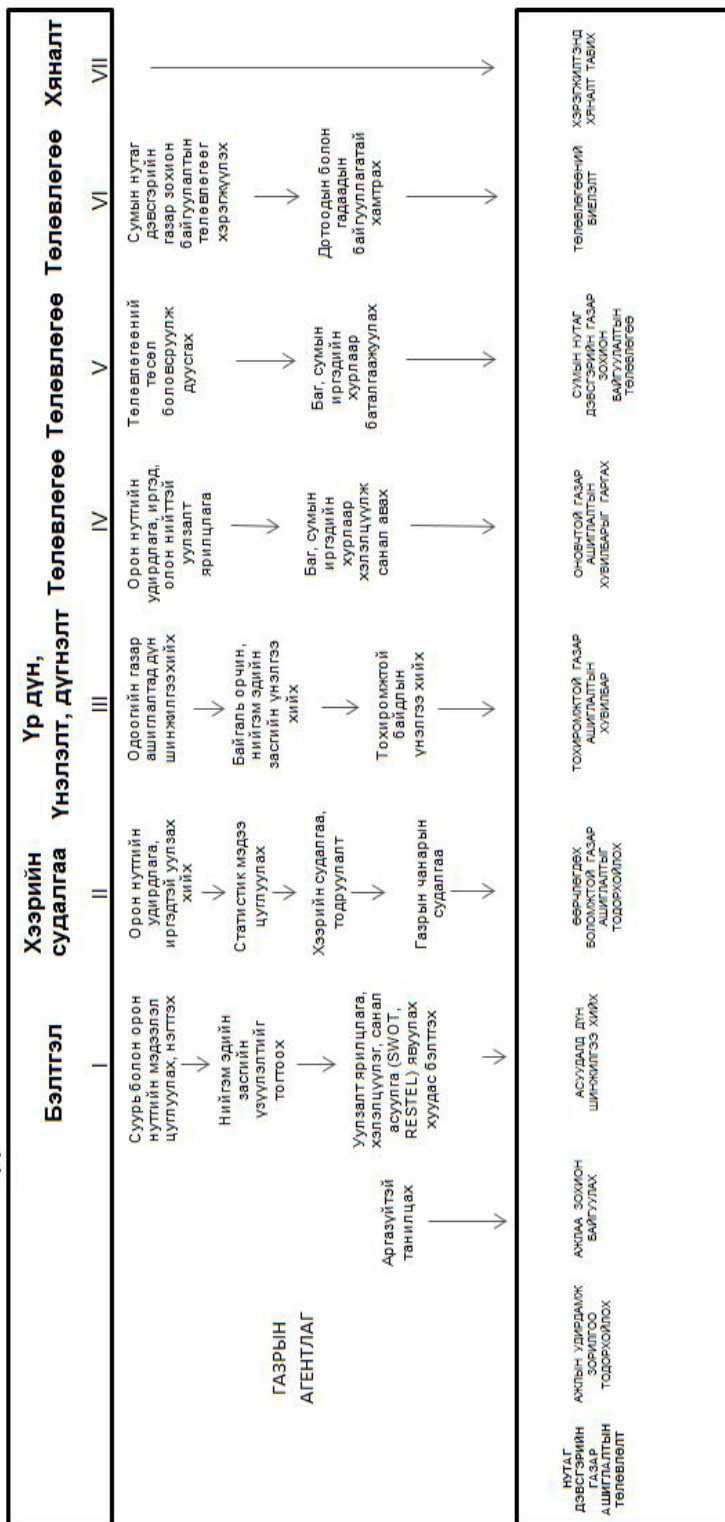 Бэлтгэл
Хээрийн
судалгаа
Үр дүн,
Үнэлэлт, дүгнэлт
Төлөвлөгөө
Төлөвлөгөө
Төлөвлөгөө
Хяналт
I
II
III
IV
V
VI
VII
ГАЗРЫН
АГЕНТЛАГ
Аргазүйтэй
танилцах
Суурь болон орон
нутгийн мэдээлэл
цуглуулах, нэгтгэх
Нийгэм эдийн
засгийн
үзүүлэлтийг
тогтоох
Уулзалт ярилцлага,
хэлэлцүүлэг, санал
асуулга (SWOT,
RESTEL) явуулах
хуудас бэлтгэх
Орон нутгийн
удирдлага,
иргэдтэй уулзах
хийх
Статистик мэдээ
цуглуулах
Хээрийн судалгаа,
тодруулалт
Газрын чанарын
судалгаа
Одоогийн газар
ашиглалтад дүн
шинжилгээ хийх
Байгаль орчин,
нийгэм эдийн
засгийн үнэлгээ
хийх
Тохиромжтой
байдлын
үнэлгээ хийх
Орон нутгийн
удирдлага, иргэд,
олон нийттэй
уулзалт
ярилцлага
Баг, сумын
иргэдийн
хурлаар
хэлэлцүүлж
санал авах
Төлөвлөгөөний
төсөл
боловсруулж
дуусгах
Баг, сумын
иргэдийн
хурлаар
баталгаажуулах
Сумын нутаг
дэвсгэрийн
газар зохион
байгуулалтын
төлөвлөгөөг
хэрэгжүүлэх
Дотоодын болон
гадаадын
байгууллагатай
хамтрах
НУТАГ
ДЭВСГЭРИЙН
ГАЗАР
АШИГЛАЛТЫН
ТӨЛӨВЛӨЛТ
АЖЛЫН УДИРДАМЖ
ЗОРИЛГОО
ТОДОРХОЙЛОХ
АЖЛАА ЗОХИОН
БАЙГУУЛАХ
АСУУДАЛД ДҮН
ШИНЖИЛГЭЭ ХИЙХ
ӨӨРЧЛӨГДӨХ
БОЛОМЖТОЙ ГАЗАР
АШИГЛАЛТЫГ
ТОДОРХОЙЛОХ
ТОХИРОМЖТОЙ ГАЗАР
АШИГЛАЛТЫН
ХУВИЛБАР
ОНОВЧТОЙ ГАЗАР
АШИГЛАЛТЫН
ХУВИЛБАРЫГ ГАРГАХ
СУМЫН НУТАГ
ДЭВСГЭРИЙН ГАЗАР
ЗОХИОН
БАЙГУУЛАЛТЫН
ТӨЛӨВЛӨГӨӨ
ТӨЛӨВЛӨГӨӨНИЙ
БИЕЛЭЛТ
ХЭРЭГЖИЛТЭНД
ХЯНАЛТ ТАВИХ